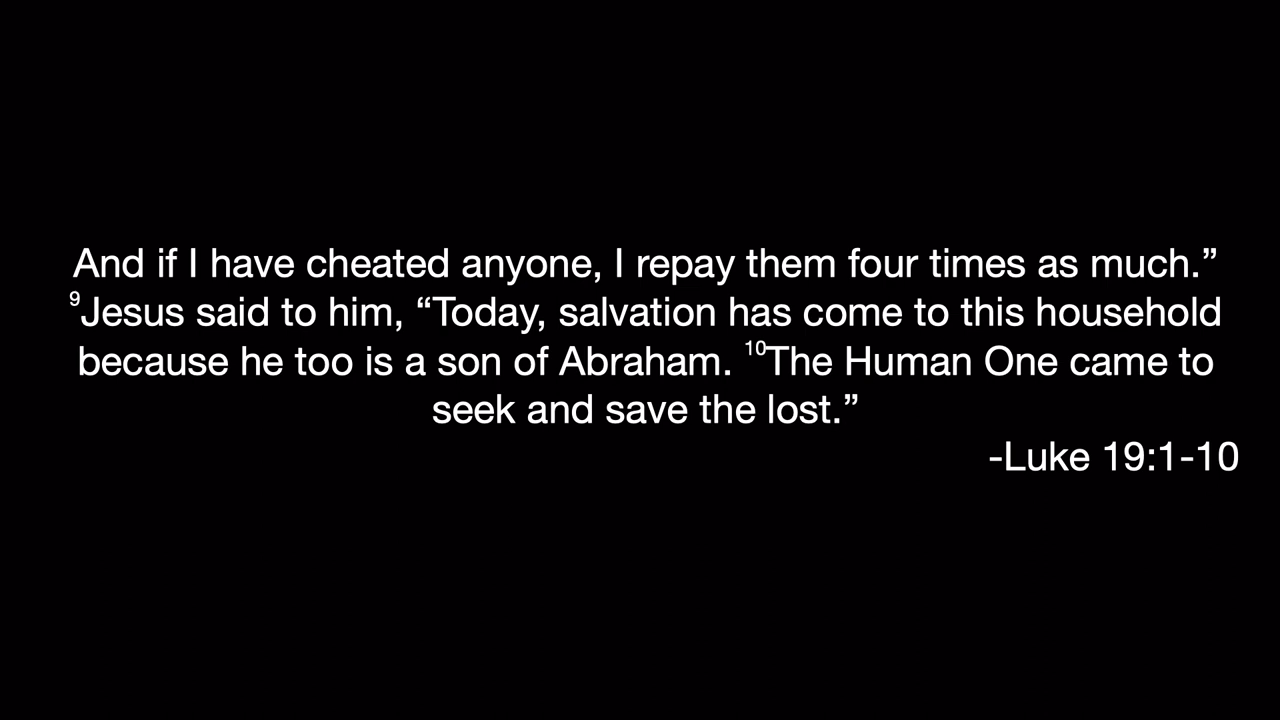 And if I have cheated anyone, I repay them four times as much.”
⁹Jesus said to him, “Today, salvation has come to this household
because he too is a son of Abraham. ¹⁰The Human One came to
seek and save the lost.”
-Luke 19:1-10